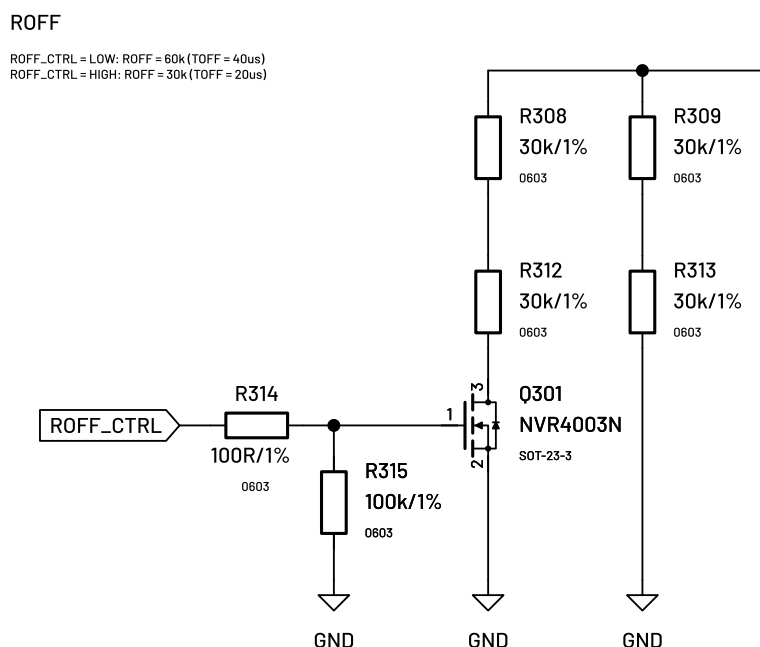 ROFF
ROFF_CTRL = LOW: ROFF = 60k (TOFF = 40us)
ROFF_CTRL = HIGH: ROFF = 30k (TOFF = 20us)
R308
30k/1%
0603
R309
30k/1%
0603
R312
30k/1%
0603
R313
30k/1%
0603
ROFF_CTRL
R314
100R/1%
0603
R315
100k/1%
0603
1
3
2
Q301
NVR4003N
SOT-23-3
GND
GND
GND